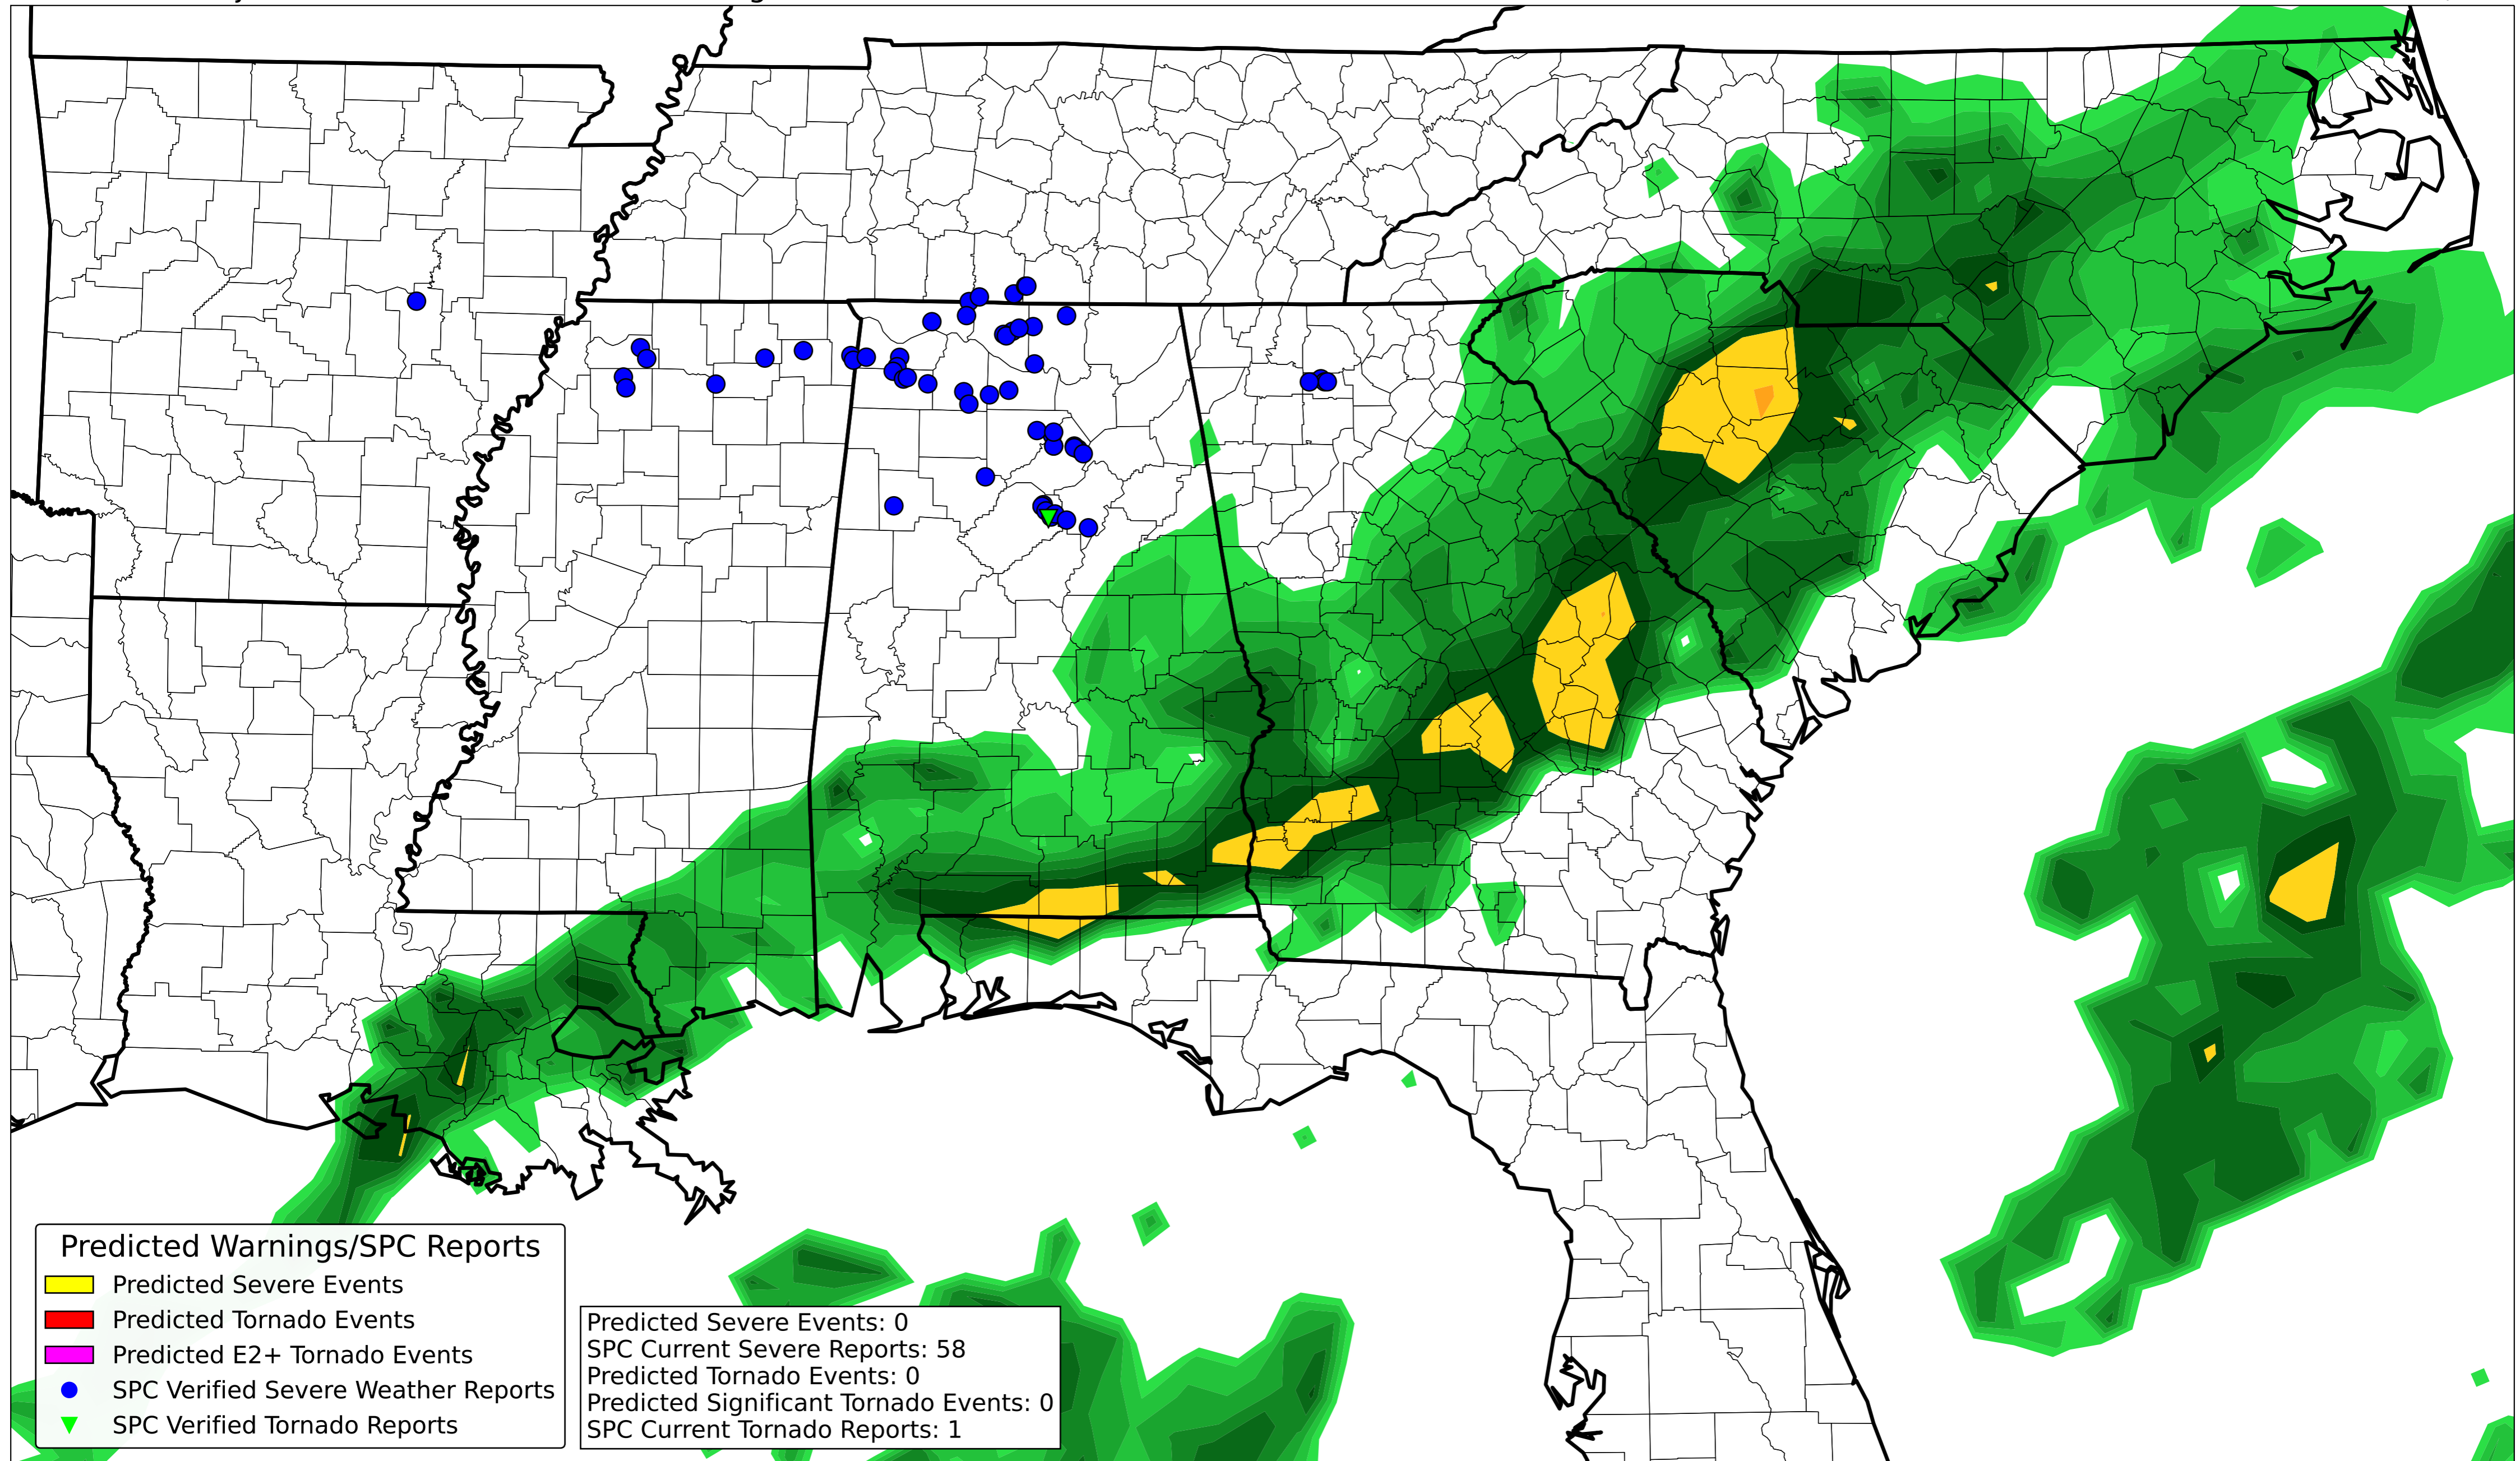 Predicted Warnings/SPC Reports
Predicted Severe Events
Predicted Tornado Events
Predicted E2+ Tornado Events
SPC Verified Severe Weather Reports
SPC Verified Tornado Reports
Predicted Severe Events: 0
SPC Current Severe Reports: 58
Predicted Tornado Events: 0
Predicted Significant Tornado Events: 0
SPC Current Tornado Reports: 1